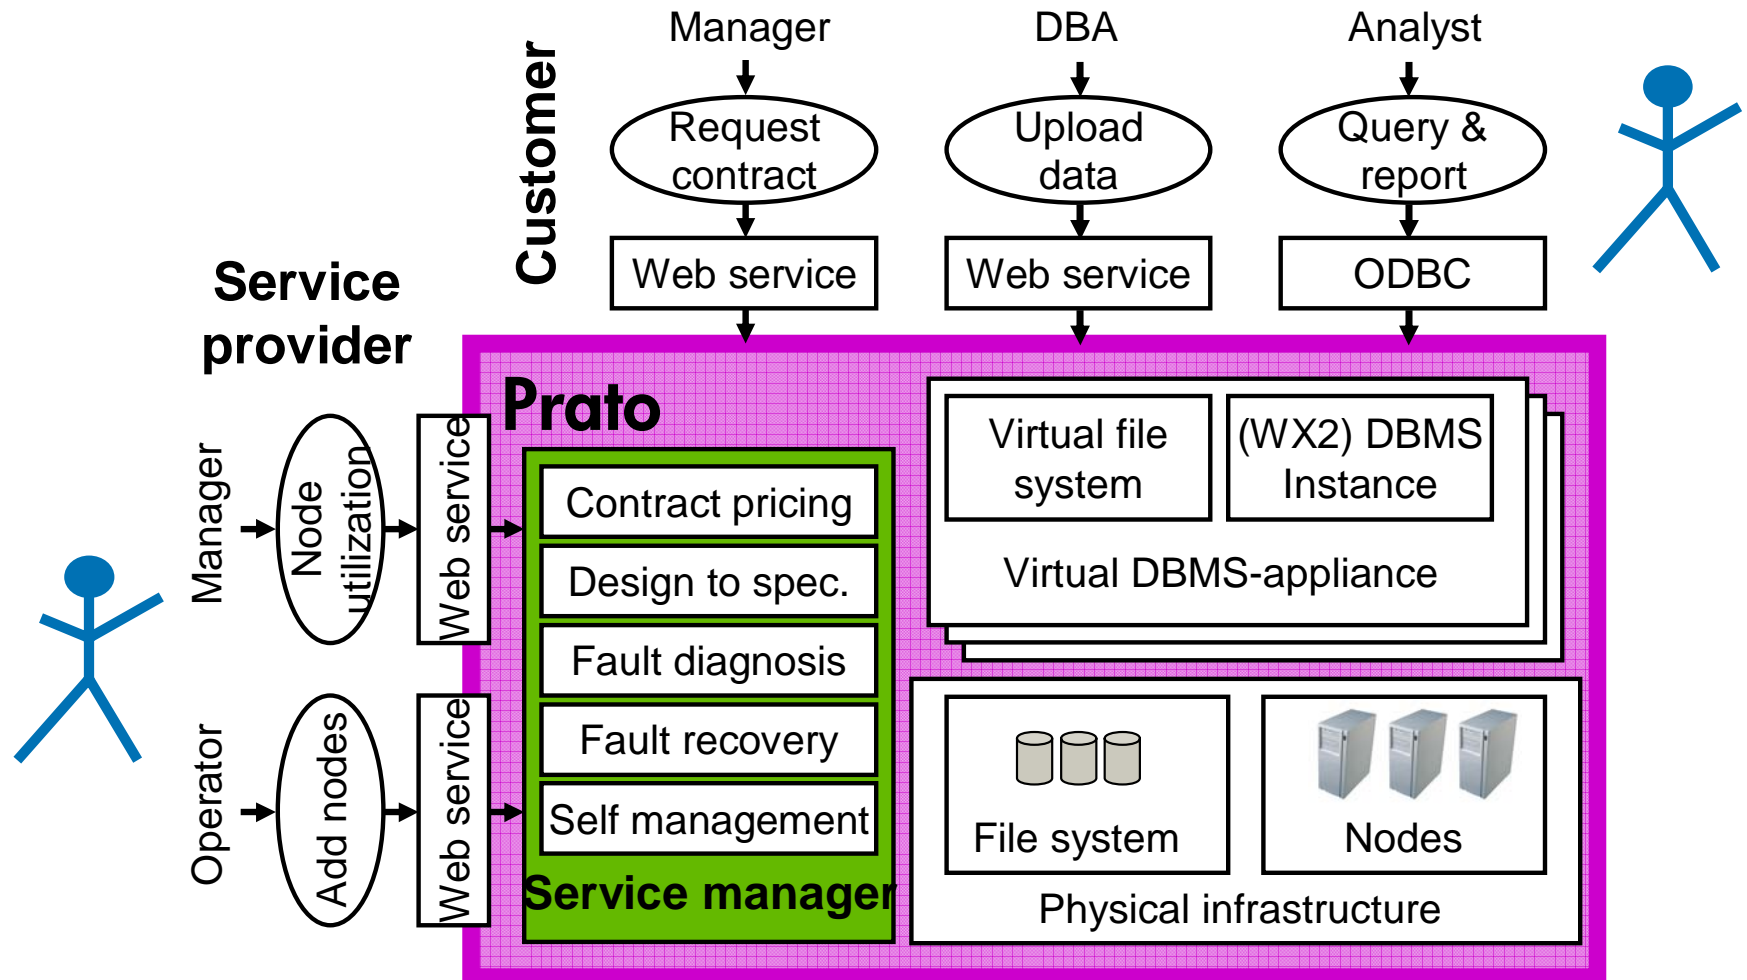 Manager
DBA
Analyst
Customer
Request
contract
Upload
data
Query &
report
Web service
Web service
ODBC
Service
provider
Manager
Node
utilization
Web service
Operator
Add nodes
Web service
Prato
Contract pricing
Design to spec.
Fault diagnosis
Fault recovery
Self management
Service manager
Virtual file
system
(WX2) DBMS
Instance
Virtual DBMS-appliance
File system
Nodes
Physical infrastructure